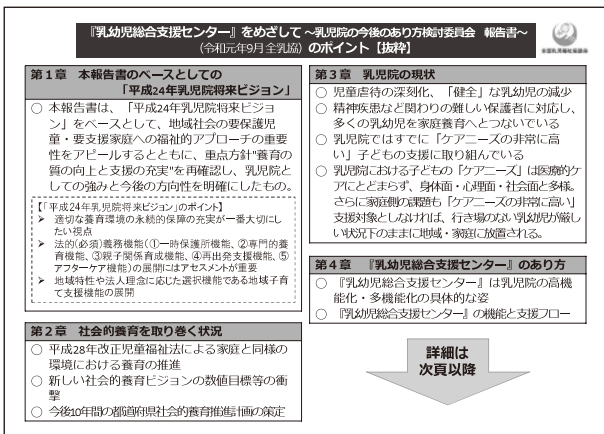 『乳幼児総合支援センター』をめざして ～乳児院の今後のあり方検討委員会 報告書～
（令和元年9月 全乳協）のポイント【抜粋】
第1章 本報告書のベースとしての
「平成24年乳児院将来ビジョン」
○ 本報告書は、「平成24年乳児院将来ビジョ
ン」をベースとして、地域社会の要保護児
童・要支援家庭への福祉的アプローチの重要
性をアピールするとともに、重点方針"養育の
質の向上と支援の充実"を再確認し、乳児院と
しての強みと今後の方向性を明確にしたもの。
【「平成24年乳児院将来ビジョン」のポイント】
➢ 適切な養育環境の永続的保障の充実が一番大切にし
たい視点
➢ 法的(必須)義務機能(①一時保護所機能、②専門的養
育機能、③親子関係育成機能、④再出発支援機能、⑤
アフターケア機能)の展開にはアセスメントが重要
➢ 地域特性や法人理念に応じた選択機能である地域子育
て支援機能の展開
第2章 社会的養育を取り巻く状況
○ 平成28年改正児童福祉法による家庭と同様の
環境における養育の推進
○ 新しい社会的養育ビジョンの数値目標等の衝
撃
○ 今後10年間の都道府県社会的養育推進計画の策定
第3章 乳児院の現状
○ 児童虐待の深刻化、「健全」な乳幼児の減少
○ 精神疾患など関わりの難しい保護者に対応し、
多くの乳幼児を家庭養育へとつないでいる
○ 乳児院ではすでに「ケアニーズの非常に高
い」子どもの支援に取り組んでいる
○ 乳児院における子どもの「ケアニーズ」は医療的ケ
アにとどまらず、身体面・心理面・社会面と多様。
さらに家庭側の課題も「ケアニーズの非常に高い」
支援対象としなければ、行き場のない乳幼児が厳し
い状況下のままに地域・家庭に放置される。
第4章 『乳幼児総合支援センター』のあり方
○ 『乳幼児総合支援センター』は乳児院の高機
能化・多機能化の具体的な姿
○ 『乳幼児総合支援センター』の機能と支援フロー
詳細は
次頁以降